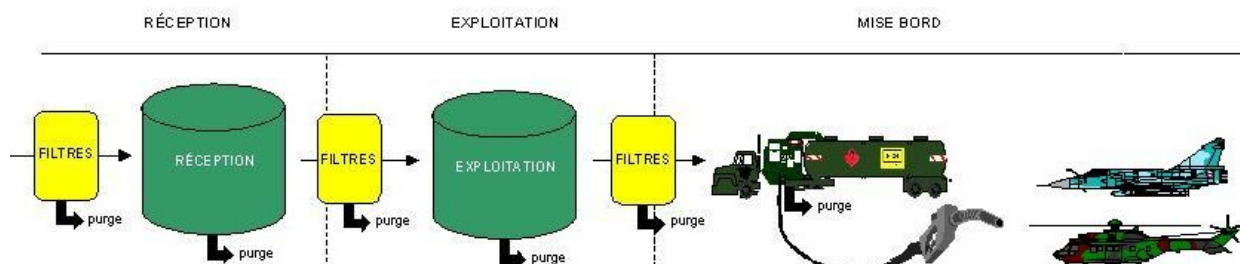 RÉCEPTION EXPLOITATION MISE BORD
FILTRES RÉCEPTION FILTRES EXPLOITATION FILTRES
purge purge purge purge purge purge